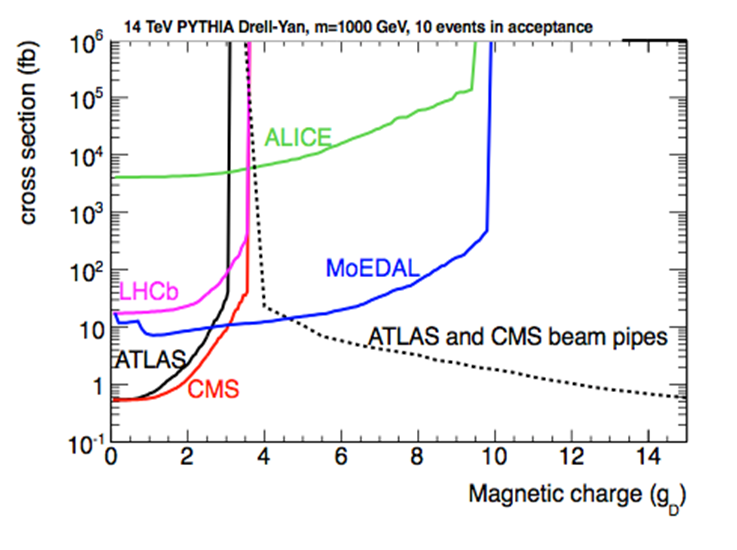 14 TeV PYTHIA Drell-Yan, m=1000 GeV, 10 events in acceptance
cross section (fb)
10^6
10^5
10^4
10^3
10^2
10
1
10^-1
ALICE
MoEDAL
LHCb
ATLAS and CMS beam pipes
ATLAS
CMS
0 2 4 6 8 10 12 14
Magnetic charge (g_D)